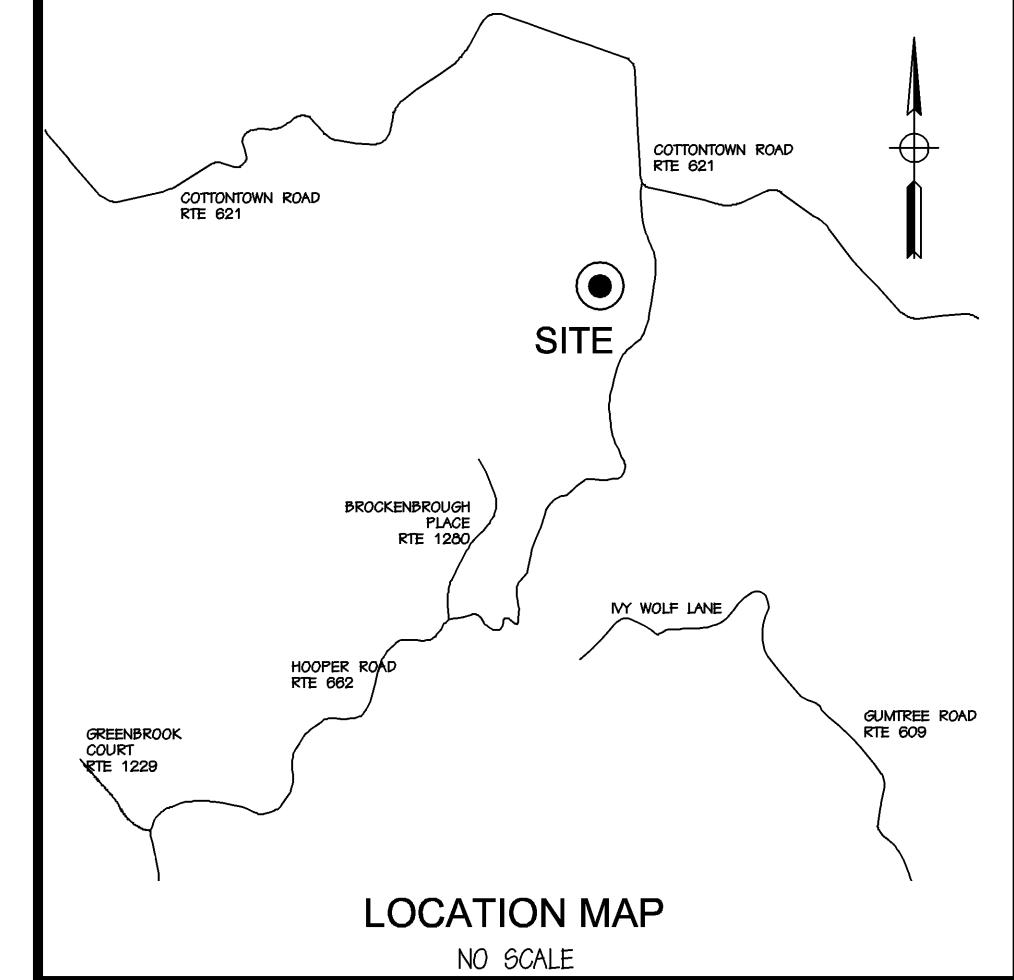 COTTONTOWN ROAD
RTE 621
COTTONTOWN ROAD
RTE 621
SITE
BROCKENBROUGH
PLACE
RTE 1280
IVY WOLF LANE
HOOPER ROAD
RTE 662
GUMTREE ROAD
RTE 609
GREENBROOK
COURT
RTE 1229
LOCATION MAP
NO SCALE